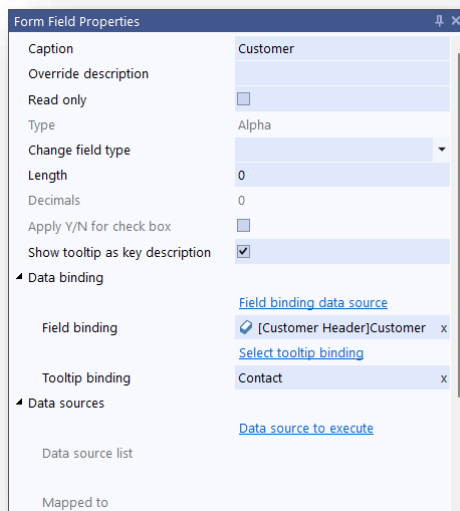 Form Field Properties
Caption Customer
Override description
Read only
Type Alpha
Change field type
Length 0
Decimals 0
Apply Y/N for check box
Show tooltip as key description
Data binding
Field binding data source
Field binding [Customer Header]Customer x
Select tooltip binding
Tooltip binding Contact x
Data sources
Data source to execute
Data source list
Mapped to